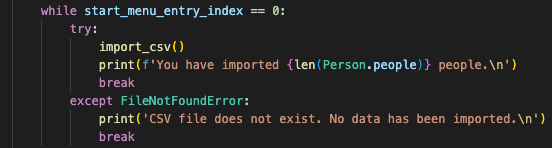 while start_menu_entry_index == 0:
    try:
        import_csv()
        print(f'You have imported {len(Person.people)} people.\n')
        break
    except FileNotFoundError:
        print('CSV file does not exist. No data has been imported.\n')
        break